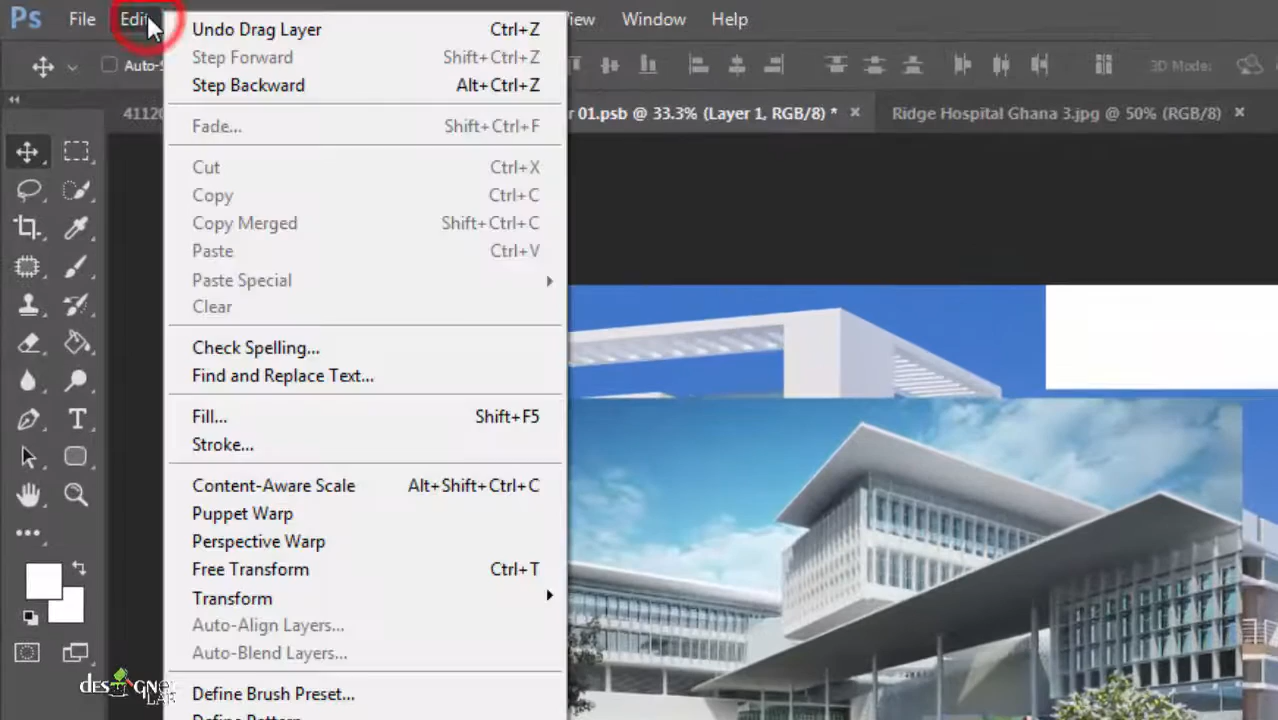 Ps File Edit View Window Help
Auto-S 3D Mode:
41120 r 01.psb @ 33.3% (Layer 1, RGB/8) * × Ridge Hospital Ghana 3.jpg @ 50% (RGB/8) ×
Undo Drag Layer Ctrl+Z
Step Forward Shift+Ctrl+Z
Step Backward Alt+Ctrl+Z
Fade... Shift+Ctrl+F
Cut Ctrl+X
Copy Ctrl+C
Copy Merged Shift+Ctrl+C
Paste Ctrl+V
Paste Special
Clear
Check Spelling...
Find and Replace Text...
Fill... Shift+F5
Stroke...
Content-Aware Scale Alt+Shift+Ctrl+C
Puppet Warp
Perspective Warp
Free Transform Ctrl+T
Transform
Auto-Align Layers...
Auto-Blend Layers...
Define Brush Preset...
Define Pattern...
designer
LAB